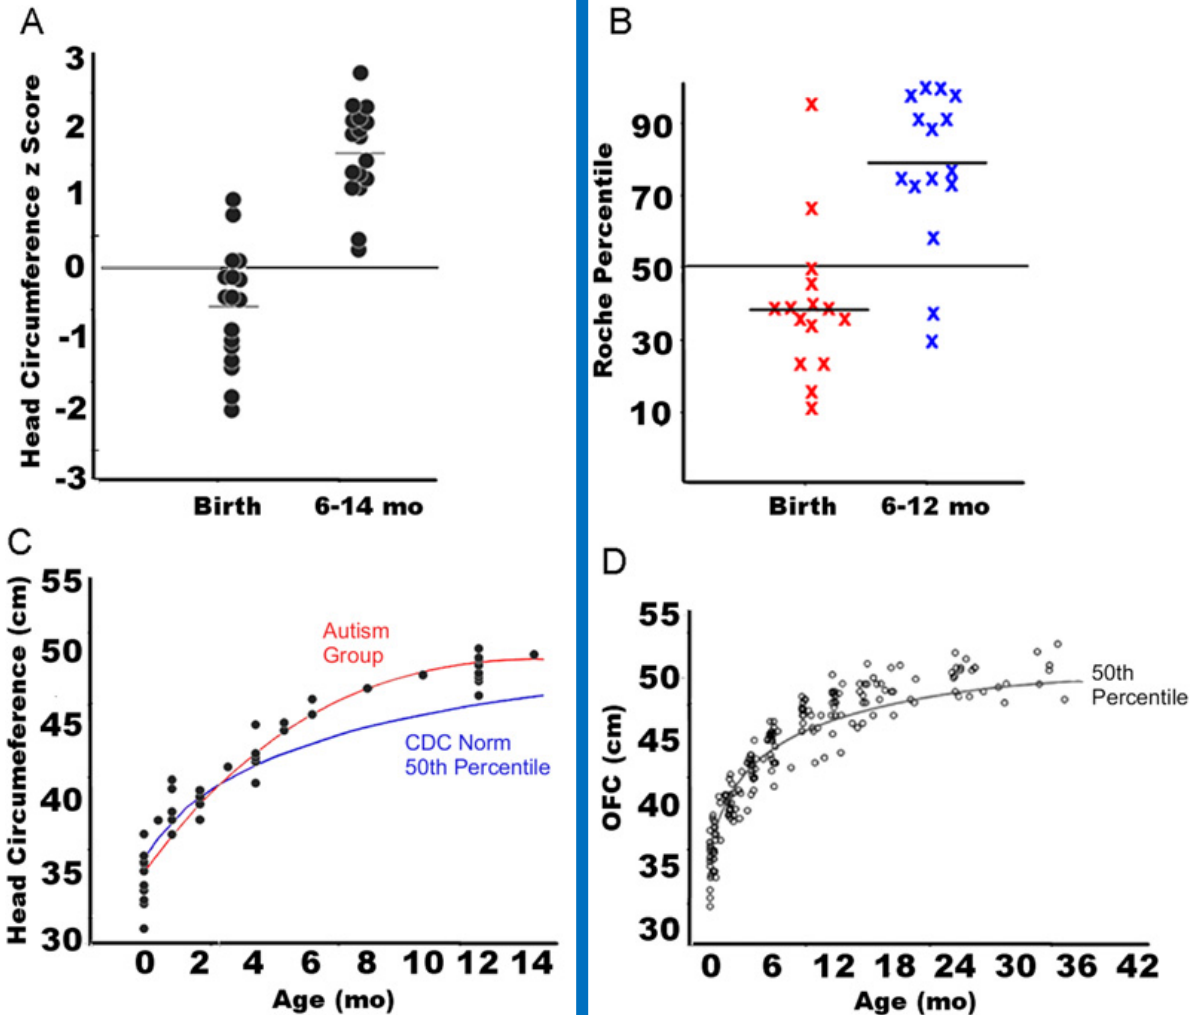 A
Head Circumference z Score
3
2
1
0
-1
-2
-3
Birth
6-14 mo
B
Roche Percentile
90
70
50
30
10
Birth
6-12 mo
C
Head Circumeference (cm)
55
50
45
40
35
30
Autism
Group
CDC Norm
50th Percentile
0 2 4 6 8 10 12 14
Age (mo)
D
OFC (cm)
55
50
45
40
35
30
50th
Percentile
0 6 12 18 24 30 36 42
Age (mo)